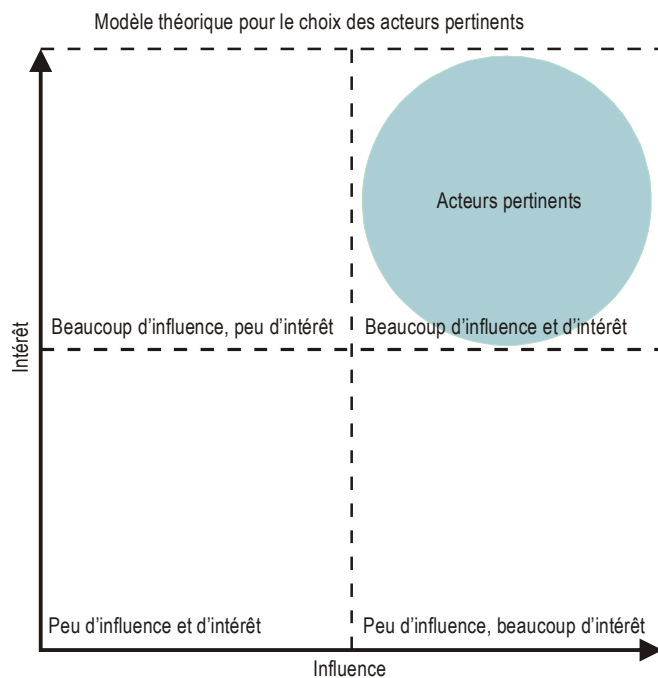 Modèle théorique pour le choix des acteurs pertinents
Acteurs pertinents
Beaucoup d'influence, peu d'intérêt
Beaucoup d'influence et d'intérêt
Intérêt
Peu d'influence et d'intérêt
Peu d'influence, beaucoup d'intérêt
Influence